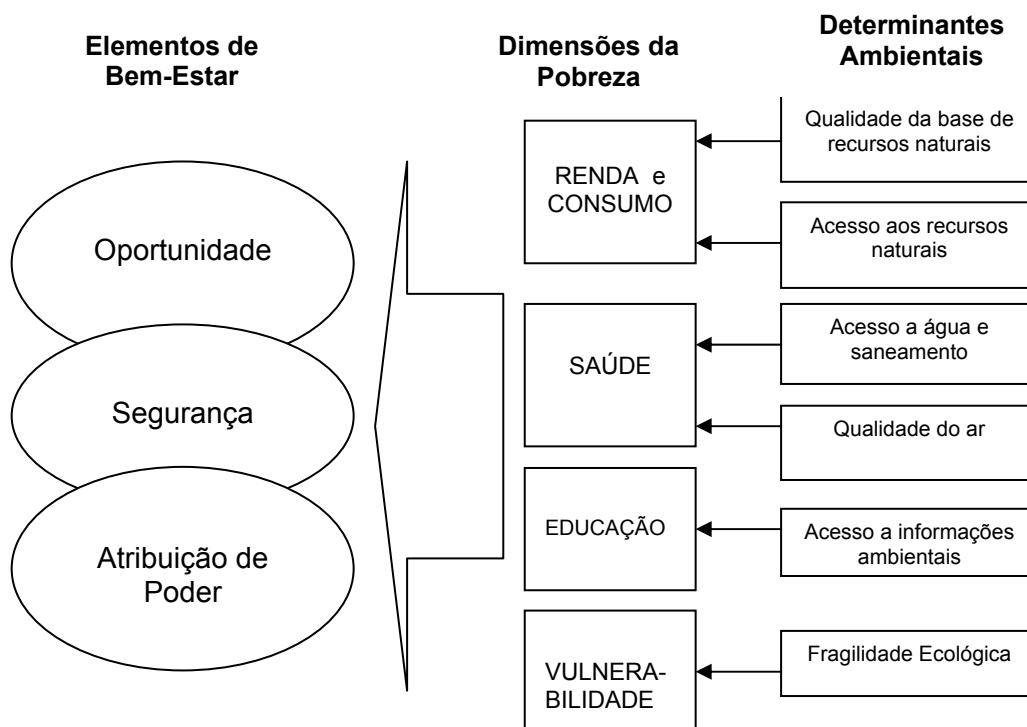 Elementos de
Bem-Estar
Oportunidade
Segurança
Atribuição de
Poder
Dimensões da
Pobreza
RENDA e
CONSUMO
SAÚDE
EDUCAÇÃO
VULNERA-
BILIDADE
Determinantes
Ambientais
Qualidade da base de
recursos naturais
Acesso aos recursos
naturais
Acesso a água e
saneamento
Qualidade do ar
Acesso a informações
ambientais
Fragilidade Ecológica